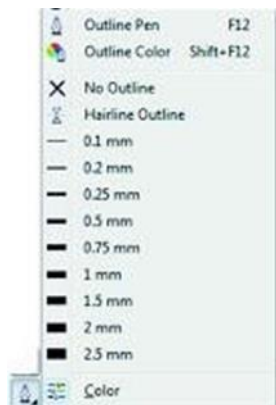 Outline Pen F12
Outline Color Shift+F12
No Outline
Hairline Outline
0.1 mm
0.2 mm
0.25 mm
0.5 mm
0.75 mm
1 mm
1.5 mm
2 mm
2.5 mm
Color